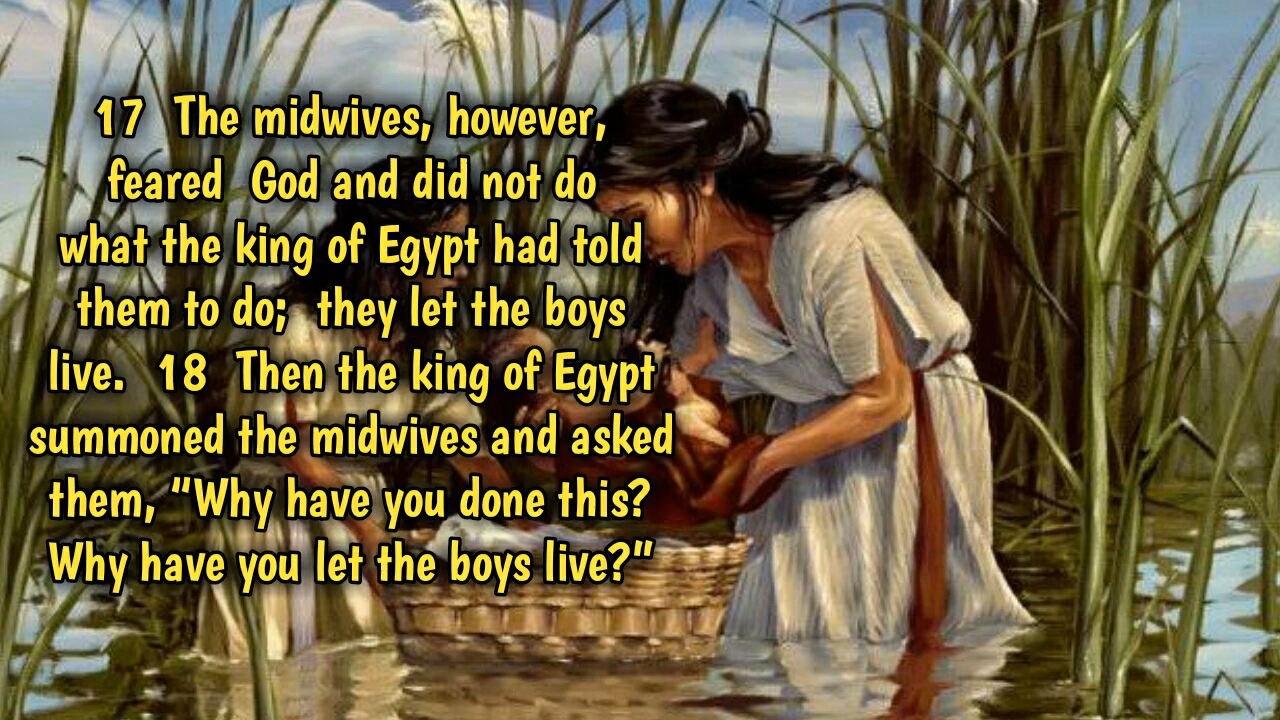 17  The midwives, however,
feared  God and did not do
what the king of Egypt had told
them to do;  they let the boys
live.  18  Then the king of Egypt
summoned the midwives and asked
them, “Why have you done this?
Why have you let the boys live?”